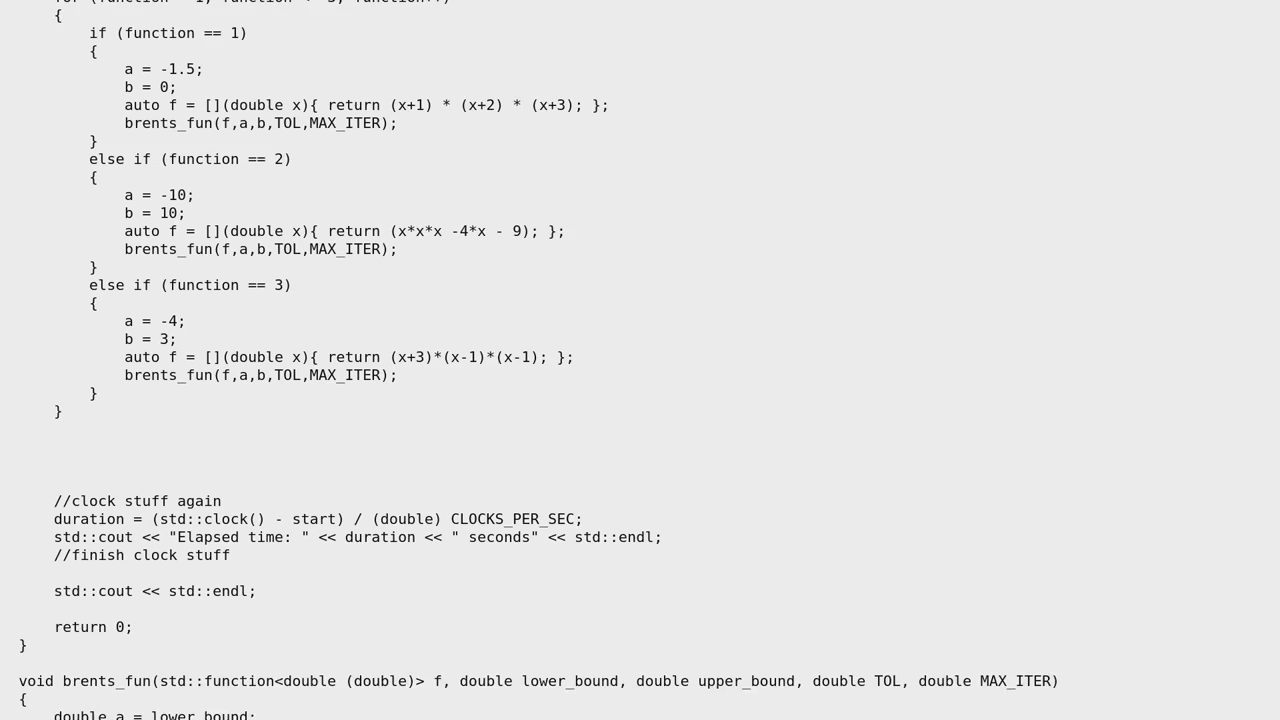 {
if (function == 1)
{
a = -1.5;
b = 0;
auto f = [](double x){ return (x+1) * (x+2) * (x+3); };
brents_fun(f,a,b,TOL,MAX_ITER);
}
else if (function == 2)
{
a = -10;
b = 10;
auto f = [](double x){ return (x*x*x -4*x - 9); };
brents_fun(f,a,b,TOL,MAX_ITER);
}
else if (function == 3)
{
a = -4;
b = 3;
auto f = [](double x){ return (x+3)*(x-1)*(x-1); };
brents_fun(f,a,b,TOL,MAX_ITER);
}
}
//clock stuff again
duration = (std::clock() - start) / (double) CLOCKS_PER_SEC;
std::cout << "Elapsed time: " << duration << " seconds" << std::endl;
//finish clock stuff
std::cout << std::endl;
return 0;
}
void brents_fun(std::function<double (double)> f, double lower_bound, double upper_bound, double TOL, double MAX_ITER)
{
double a = lower_bound;